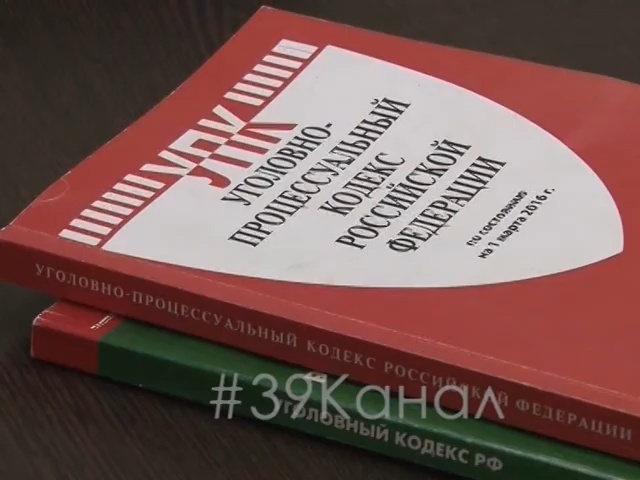 УПК
УГОЛОВНО-
ПРОЦЕССУАЛЬНЫЙ
КОДЕКС
РОССИЙСКОЙ
ФЕДЕРАЦИИ
по состоянию
на 1 марта 2016 г.
УГОЛОВНО-ПРОЦЕССУАЛЬНЫЙ КОДЕКС РОССИЙСКОЙ ФЕДЕРАЦИИ
#39Канал
УГОЛОВНЫЙ КОДЕКС РФ